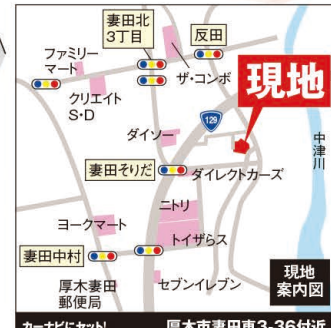 妻田北
3丁目
反田
ファミリー
マート
ザ・コンボ
クリエイト
S・D
現地
129
ダイソー
中津川
妻田そりだ
ダイレクトカーズ
ニトリ
ヨークマート
トイザらス
妻田中村
厚木妻田
郵便局
セブンイレブン
現地
案内図
カーナビにセット!
厚木市妻田東3-36付近